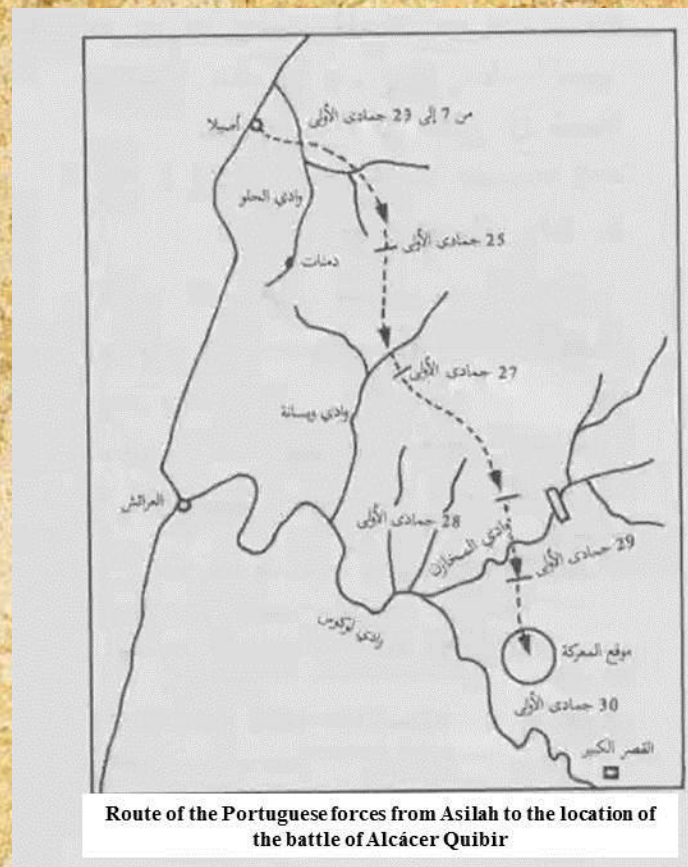 من 7 إلى 23 جمادى الأولى
أصيلا
وادي الحلو
25 جمادى الأولى
دمنات
27 جمادى الأولى
وادي ويسانة
العرائش
28 جمادى الأولى
وادي المخازن
29 جمادى الأولى
وادي لوكوس
موقع المعركة
30 جمادى الأولى
القصر الكبير
Route of the Portuguese forces from Asilah to the location of
the battle of Alcácer Quibir